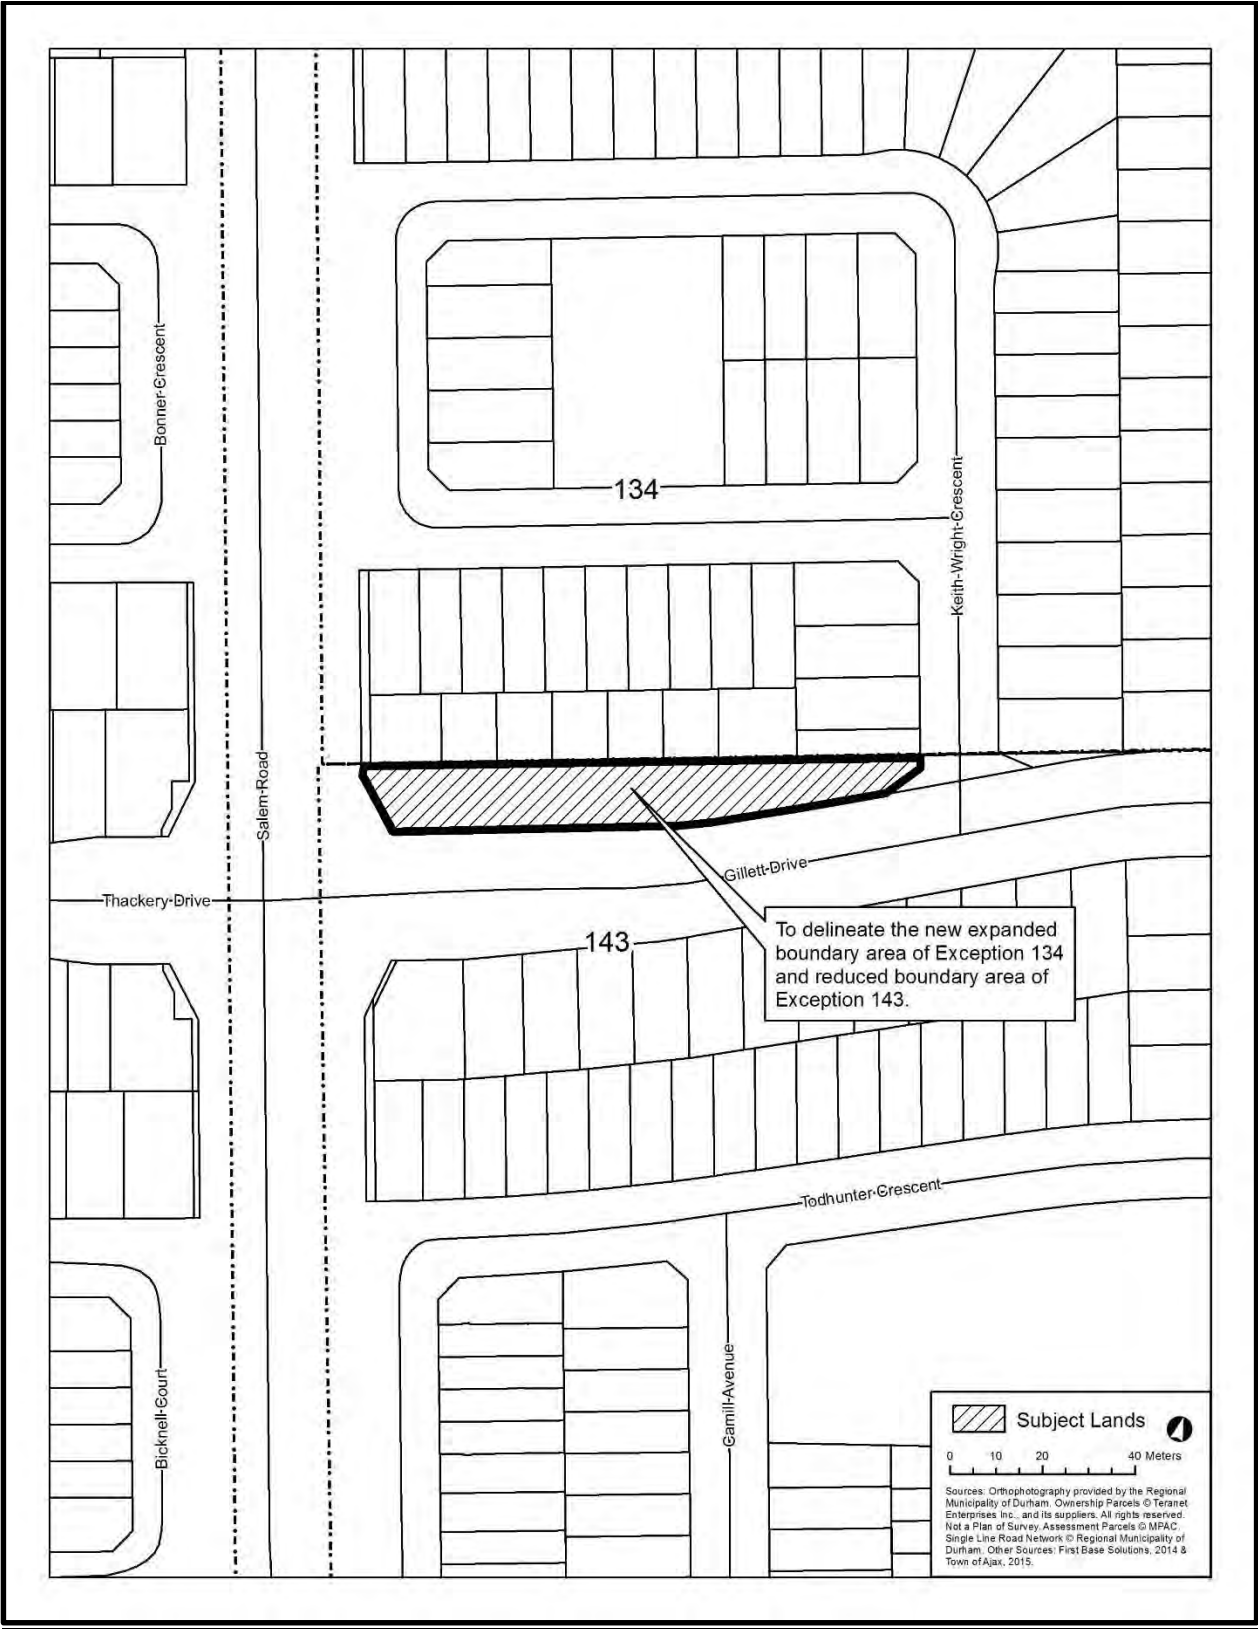 Bonner Crescent
134
Keith Wright Crescent
Salem Road
Gillett Drive
Thackery Drive
To delineate the new expanded
boundary area of Exception 134
and reduced boundary area of
Exception 143.
143
Todhunter Crescent
Camill Avenue
Bicknell Court
Subject Lands
0 10 20 40 Meters
Sources: Orthophotography provided by the Regional
Municipality of Durham. Ownership Parcels © Teranet
Enterprises Inc., and its suppliers. All rights reserved.
Not a Plan of Survey. Assessment Parcels © MPAC.
Single Line Road Network © Regional Municipality of
Durham. Other Sources: First Base Solutions, 2014 &
Town of Ajax, 2015.